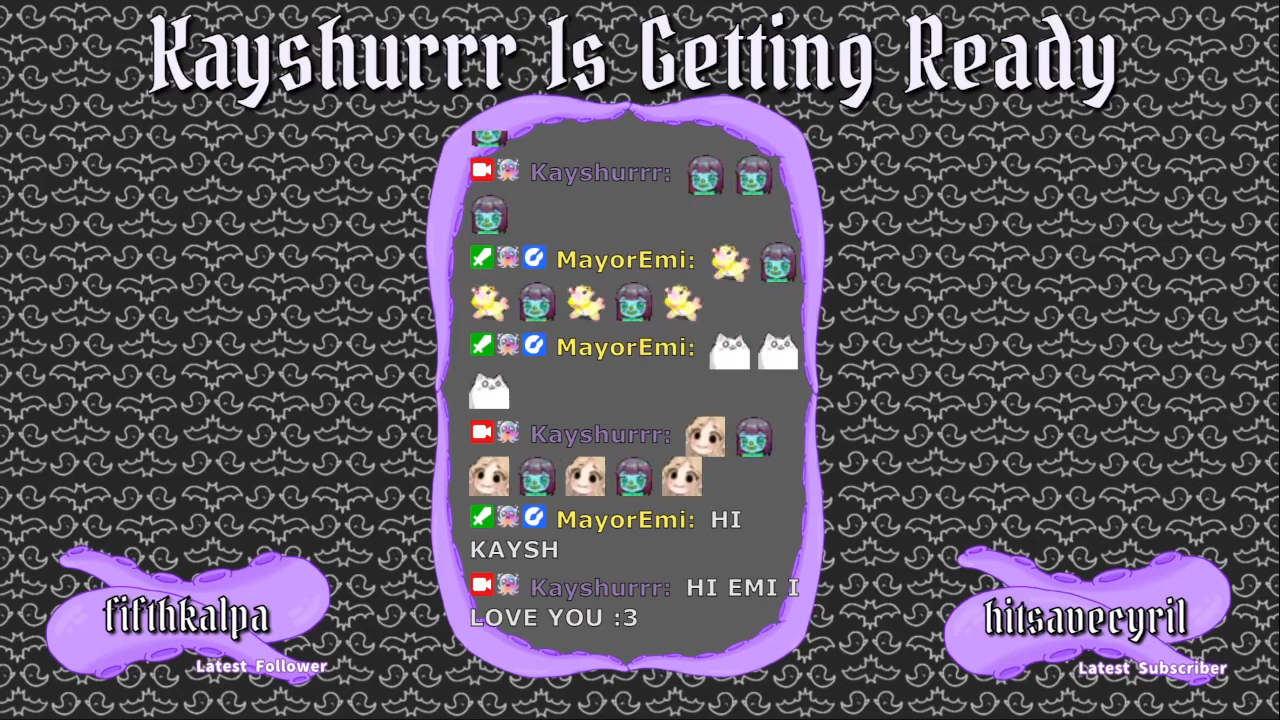 Kayshurrr Is Getting Ready
Kayshurrr:
MayorEmi:
MayorEmi:
Kayshurrr:
MayorEmi: HI
KAYSH
Kayshurrr: HI EMI I
LOVE YOU :3
fifthkalpa
Latest Follower
hitsavecyril
Latest Subscriber